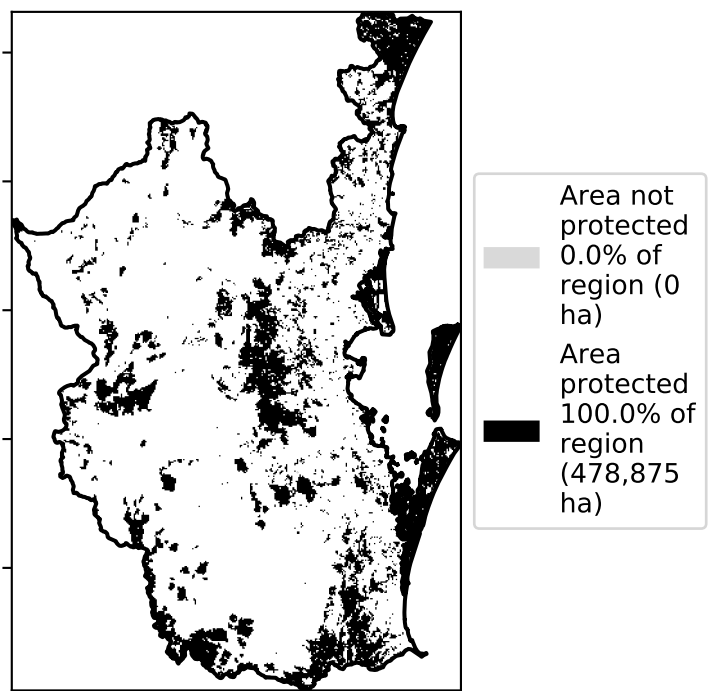 Area not
protected
0.0% of
region (0
ha)
Area
protected
100.0% of
region
(478,875
ha)